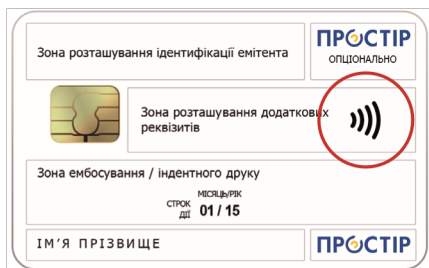 Зона розташування ідентифікації емітента
ПРОСТІР
ОПЦІОНАЛЬНО
Зона розташування додаткових
реквізитів
Зона ембосування / індентного друку
МІСЯЦЬ/РІК
СТРОК
ДІЇ 01 / 15
ІМ’Я ПРІЗВИЩЕ
ПРОСТІР